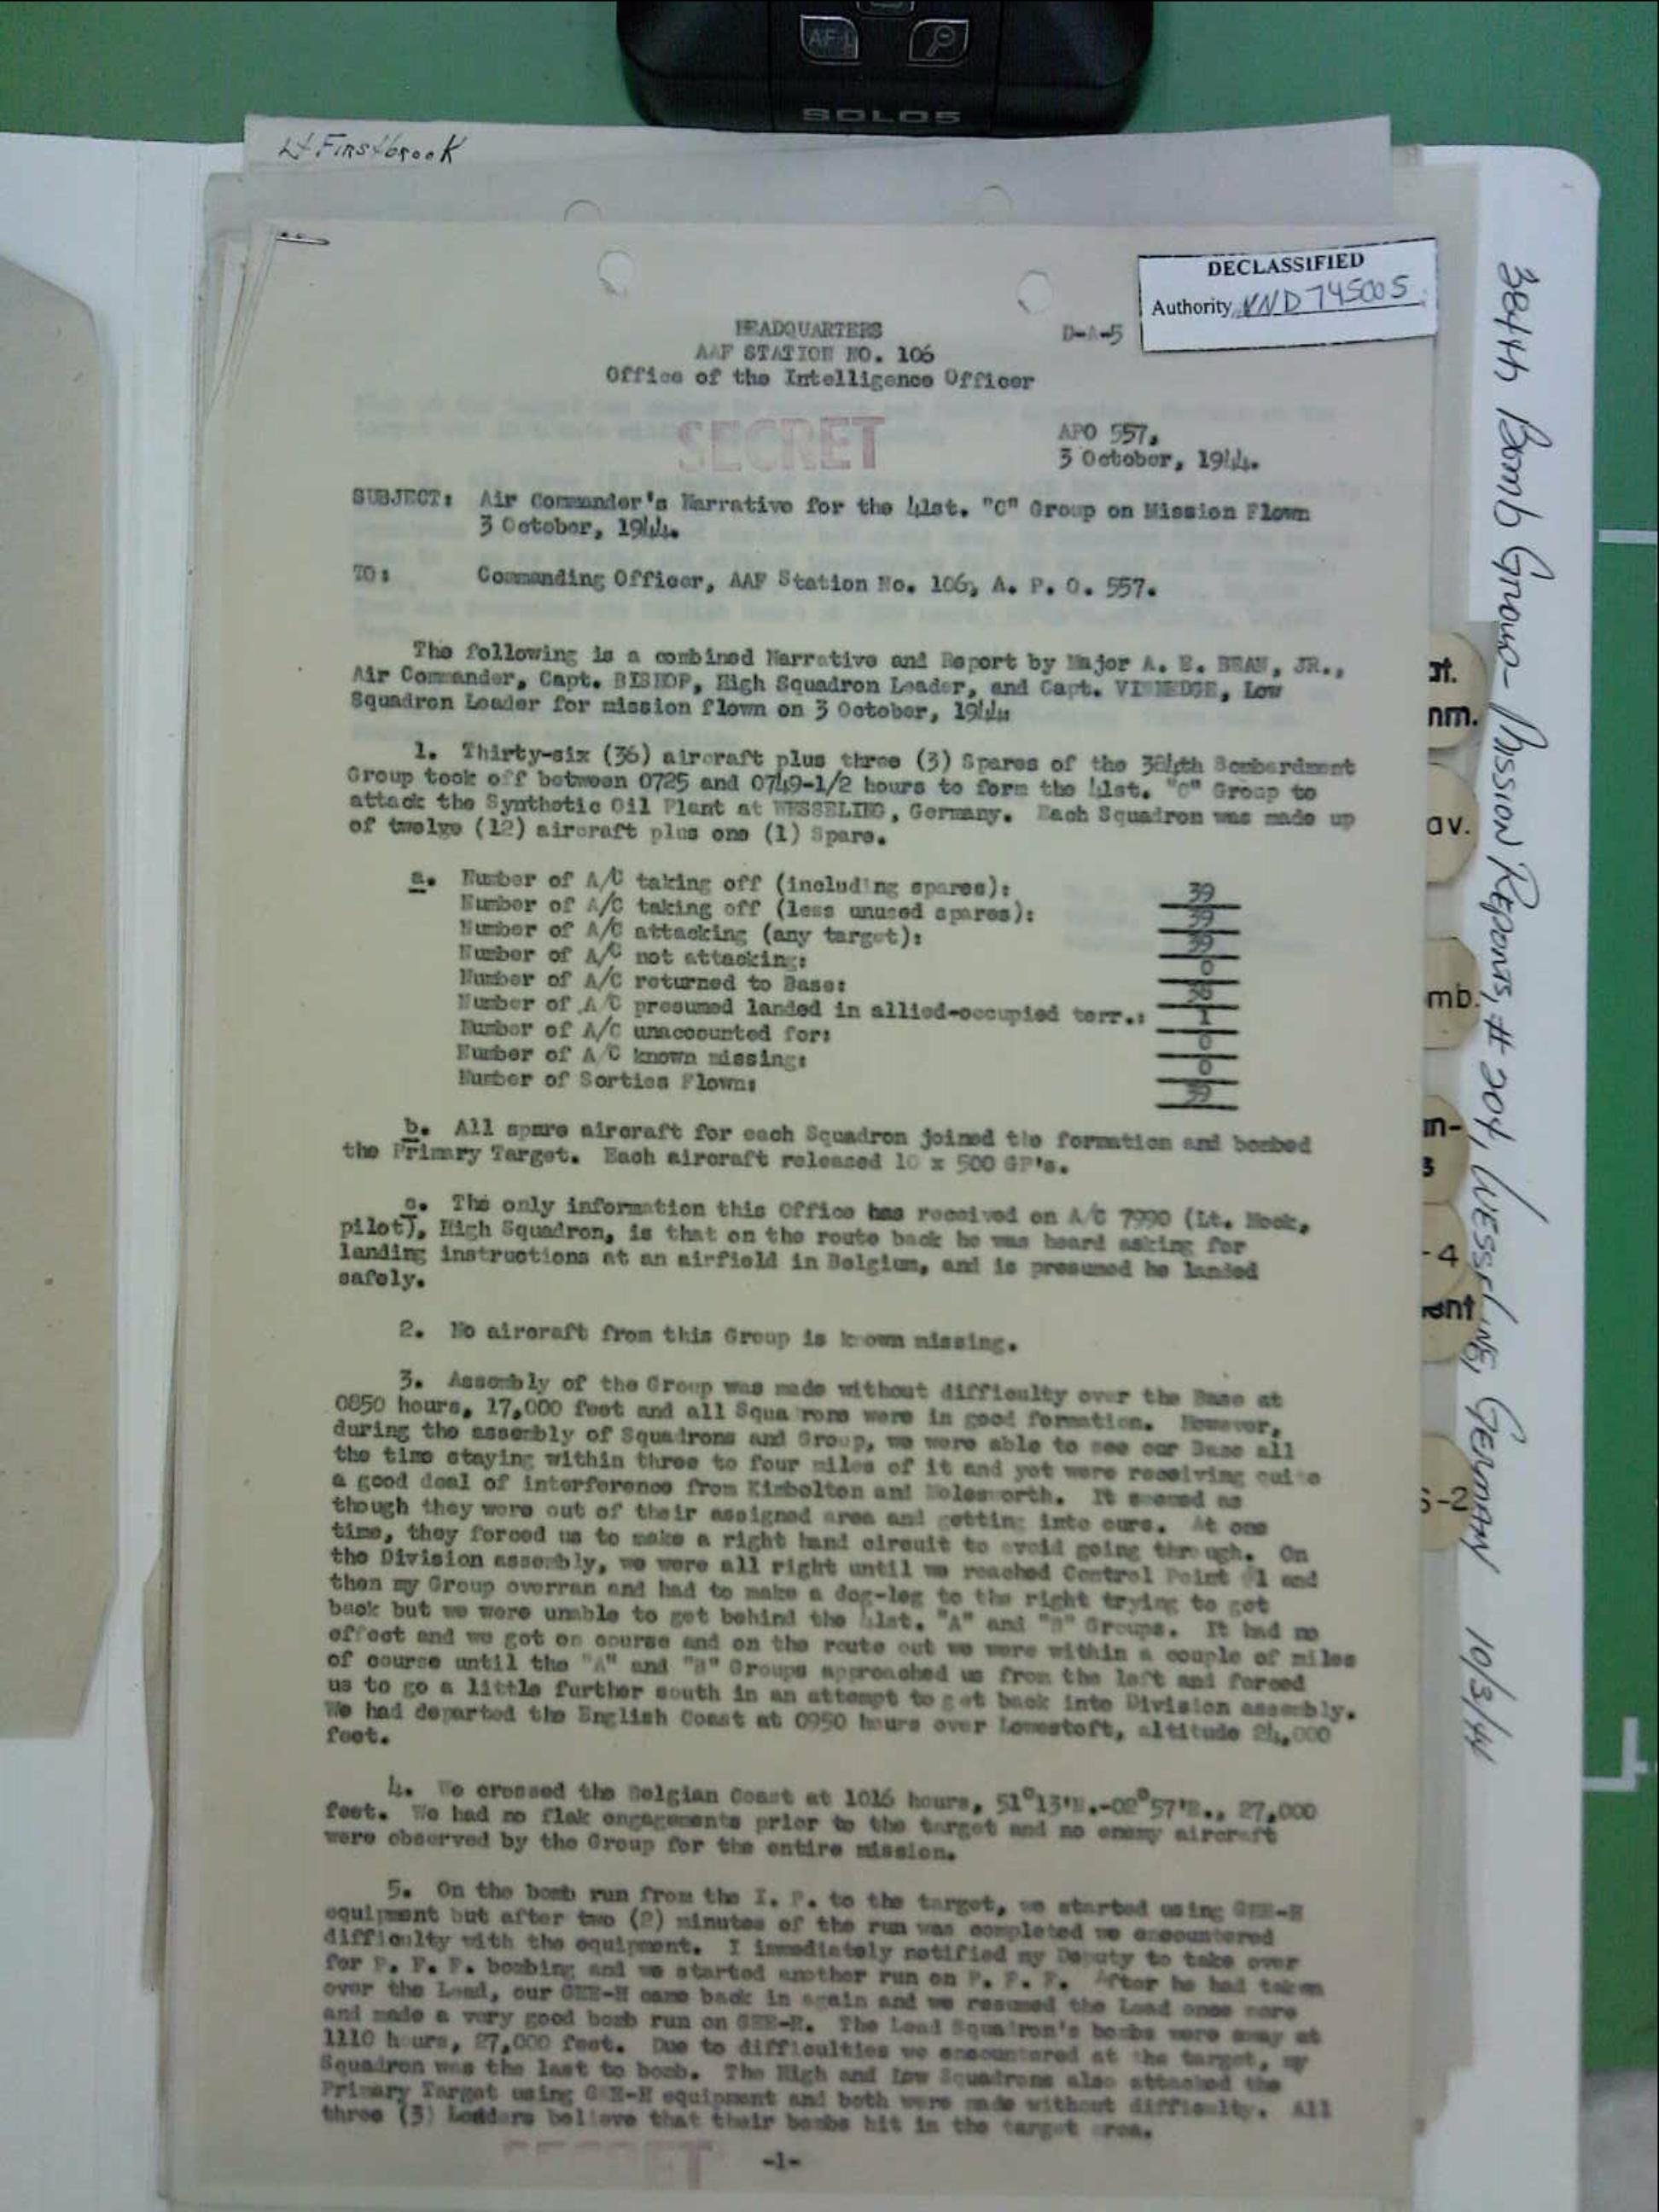 AF-L
SOLO5
Lt Firstbrook
DECLASSIFIED
Authority NND 745005
HEADQUARTERS
D-A-5
AAF STATION NO. 106
Office of the Intelligence Officer
SECRET
APO 557,
3 October, 1944.
SUBJECT: Air Commander's Narrative for the 41st. "C" Group on Mission Flown
3 October, 1944.
TO: Commanding Officer, AAF Station No. 106, A. P. O. 557.
The following is a combined Narrative and Report by Major A. E. BEAN, JR.,
Air Commander, Capt. BISHOP, High Squadron Leader, and Capt. VINNEDGE, Low
Squadron Leader for mission flown on 3 October, 1944
1. Thirty-six (36) aircraft plus three (3) Spares of the 384th Bombardment
Group took off between 0725 and 0749-1/2 hours to form the 41st. "C" Group to
attack the Synthetic Oil Plant at WESSELING, Germany. Each Squadron was made up
of twelve (12) aircraft plus one (1) Spare.
a. Number of A/C taking off (including spares): 39
Number of A/C taking off (less unused spares): 39
Number of A/C attacking (any target): 39
Number of A/C not attacking: 0
Number of A/C returned to Base: 38
Number of A/C presumed landed in allied-occupied terr.: 1
Number of A/C unaccounted for: 0
Number of A/C known missing: 0
Number of Sorties Flown: 39
b. All spare aircraft for each Squadron joined the formation and bombed
the Primary Target. Each aircraft released 10 x 500 GP's.
c. The only information this Office has received on A/C 7990 (Lt. Hock,
pilot), High Squadron, is that on the route back he was heard asking for
landing instructions at an airfield in Belgium, and is presumed he landed
safely.
2. No aircraft from this Group is known missing.
3. Assembly of the Group was made without difficulty over the Base at
0850 hours, 17,000 feet and all Squadrons were in good formation. However,
during the assembly of Squadrons and Group, we were able to see our Base all
the time staying within three to four miles of it and yet were receiving quite
a good deal of interference from Kimbolton and Molesworth. It seemed as
though they were out of their assigned area and getting into ours. At one
time, they forced us to make a right hand circuit to avoid going through. On
the Division assembly, we were all right until we reached Control Point #1 and
then my Group overran and had to make a dog-leg to the right trying to get
back but we were unable to get behind the 41st. "A" and "B" Groups. It had no
effect and we got on course and on the route out we were within a couple of miles
of course until the "A" and "B" Groups approached us from the left and forced
us to go a little further south in an attempt to get back into Division assembly.
We had departed the English Coast at 0950 hours over Lowestoft, altitude 24,000
feet.
4. We crossed the Belgian Coast at 1016 hours, 51°13'N.-02°57'E., 27,000
feet. We had no flak engagements prior to the target and no enemy aircraft
were observed by the Group for the entire mission.
5. On the bomb run from the I. P. to the target, we started using GEE-H
equipment but after two (2) minutes of the run was completed we encountered
difficulty with the equipment. I immediately notified my Deputy to take over
for P. F. F. bombing and we started another run on P. F. F. After he had taken
over the Lead, our GEE-H came back in again and we resumed the Lead once more
and made a very good bomb run on GEE-H. The Lead Squadron's bombs were away at
1110 hours, 27,000 feet. Due to difficulties we encountered at the target, my
Squadron was the last to bomb. The High and Low Squadrons also attacked the
Primary Target using GEE-H equipment and both were made without difficulty. All
three (3) Leaders believe that their bombs hit in the target area.
SECRET
-1-
384th Bomb Group - Mission Reports, # 204, WESSELING, GERMANY 10/3/44
at.
nm.
av.
mb.
n-
3
-4
ent
S-2